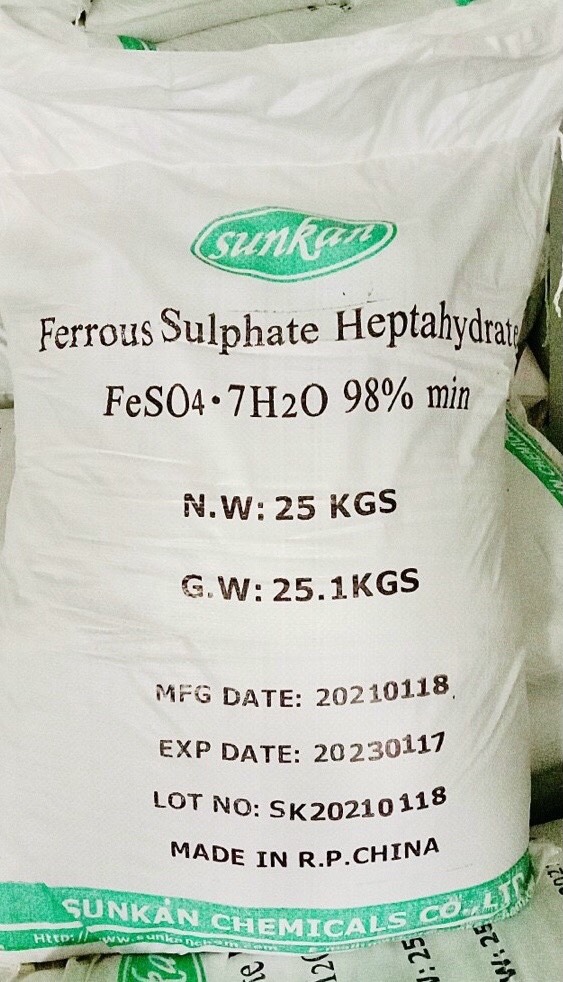 sunkan
Ferrous Sulphate Heptahydrate
FeSO4·7H2O 98% min
N.W: 25 KGS
G.W: 25.1KGS
MFG DATE: 20210118
EXP DATE: 20230117
LOT NO: SK20210118
MADE IN R.P.CHINA
SUNKAN CHEMICALS CO.,LTD
Http: